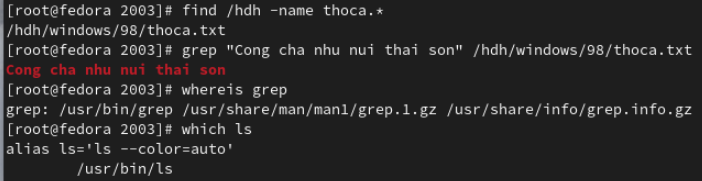 [root@fedora 2003]# find /hdh -name thoca.*
/hdh/windows/98/thoca.txt
[root@fedora 2003]# grep "Cong cha nhu nui thai son" /hdh/windows/98/thoca.txt
Cong cha nhu nui thai son
[root@fedora 2003]# whereis grep
grep: /usr/bin/grep /usr/share/man/man1/grep.1.gz /usr/share/info/grep.info.gz
[root@fedora 2003]# which ls
alias ls='ls --color=auto'
        /usr/bin/ls